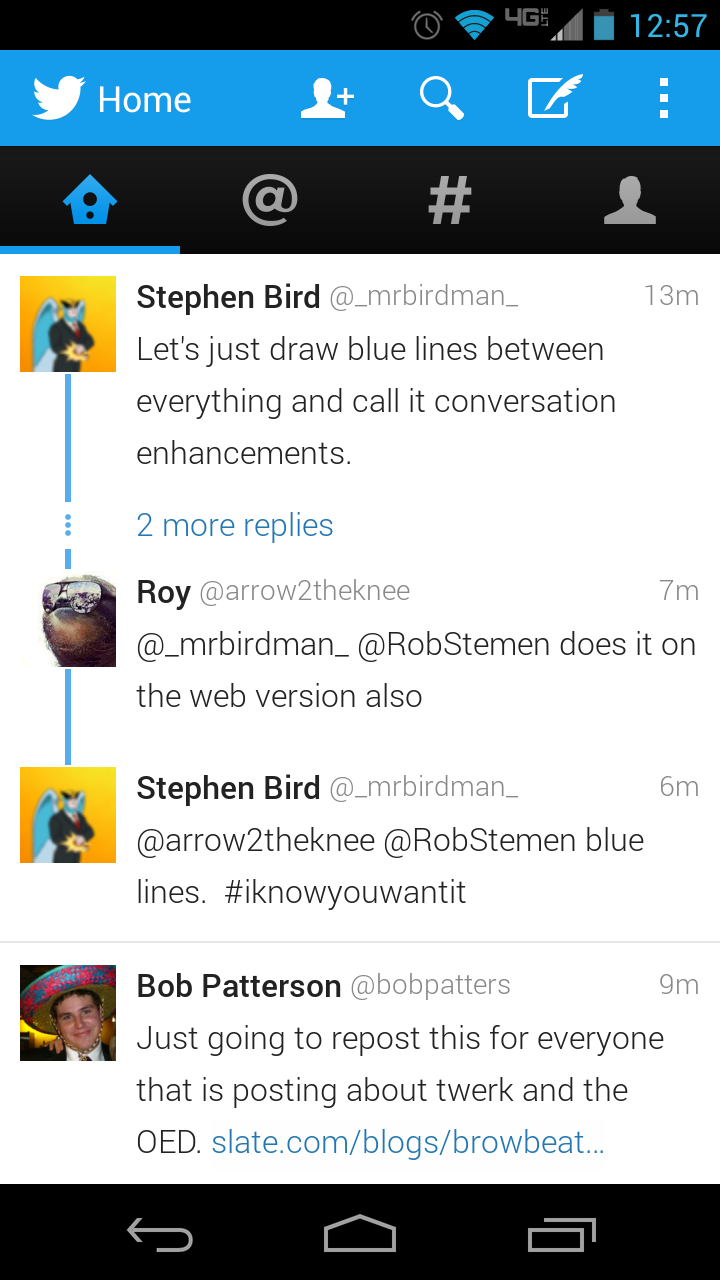 4G LTE 12:57
Home
@ #
Stephen Bird @_mrbirdman_ 13m
Let's just draw blue lines between
everything and call it conversation
enhancements.
2 more replies
Roy @arrow2theknee 7m
@_mrbirdman_ @RobStemen does it on
the web version also
Stephen Bird @_mrbirdman_ 6m
@arrow2theknee @RobStemen blue
lines.  #iknowyouwantit
Bob Patterson @bobpatters 9m
Just going to repost this for everyone
that is posting about twerk and the
OED. slate.com/blogs/browbeat…